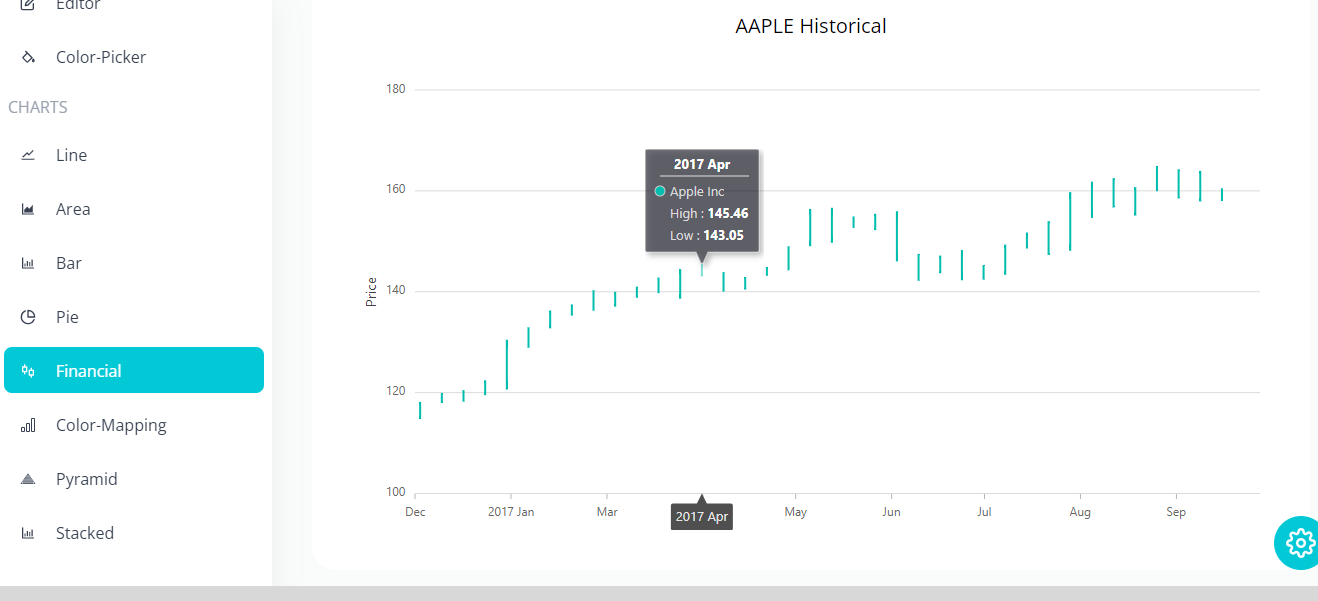 Editor
Color-Picker
CHARTS
Line
Area
Bar
Pie
Financial
Color-Mapping
Pyramid
Stacked
AAPLE Historical
180
160
140
120
100
Price
2017 Apr
Apple Inc
High : 145.46
Low : 143.05
Dec
2017 Jan
Mar
2017 Apr
May
Jun
Jul
Aug
Sep